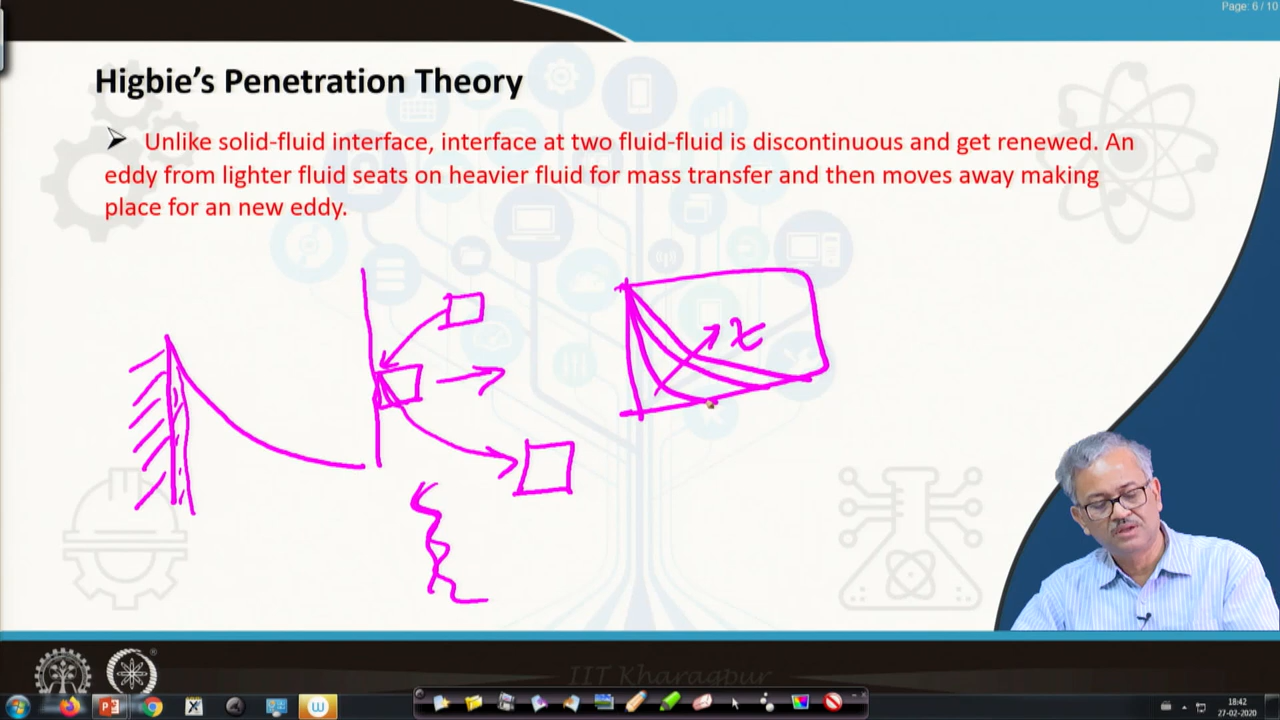 Page: 6 / 10
Higbie's Penetration Theory
Unlike solid-fluid interface, interface at two fluid-fluid is discontinuous and get renewed. An
eddy from lighter fluid seats on heavier fluid for mass transfer and then moves away making
place for an new eddy.
t
IIT Kharagpur
18:42
27-02-2020